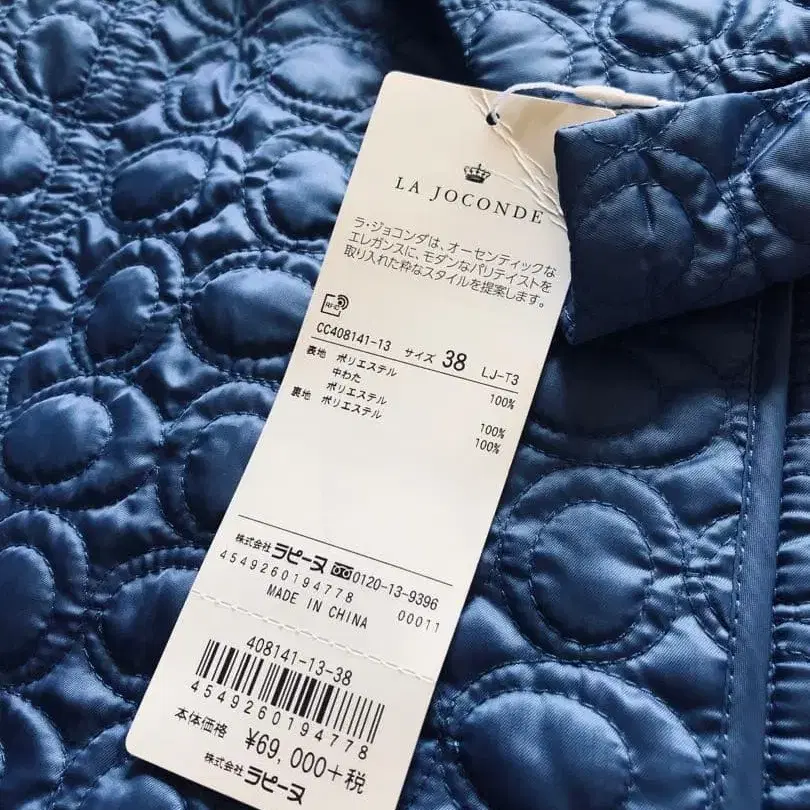 LA JOCONDE
ラ・ジョコンダは、オーセンティックな
エレガンスに、モダンなパリテイストを
取り入れた粋なスタイルを提案します。
RFID
CC408141-13 サイズ 38 LJ-T3
表地 ポリエステル 100%
中わた
ポリエステル 100%
裏地 ポリエステル 100%
株式会社 ラピーヌ 0120-13-9396
4549260194778 00011
MADE IN CHINA
408141-13-38
4549260194778
本体価格 ¥69,000+税
株式会社 ラピーヌ